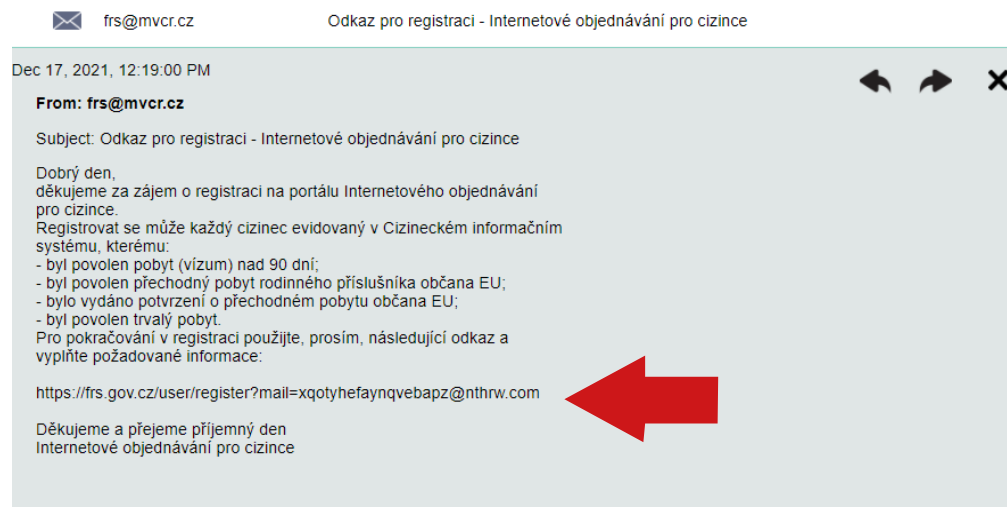 frs@mvcr.cz Odkaz pro registraci - Internetové objednávání pro cizince
Dec 17, 2021, 12:19:00 PM
From: frs@mvcr.cz
Subject: Odkaz pro registraci - Internetové objednávání pro cizince
Dobrý den,
děkujeme za zájem o registraci na portálu Internetového objednávání
pro cizince.
Registrovat se může každý cizinec evidovaný v Cizineckém informačním
systému, kterému:
- byl povolen pobyt (vízum) nad 90 dní;
- byl povolen přechodný pobyt rodinného příslušníka občana EU;
- bylo vydáno potvrzení o přechodném pobytu občana EU;
- byl povolen trvalý pobyt.
Pro pokračování v registraci použijte, prosím, následující odkaz a
vyplňte požadované informace:
https://frs.gov.cz/user/register?mail=xqotyhefaynqvebapz@nthrw.com
Děkujeme a přejeme příjemný den
Internetové objednávání pro cizince